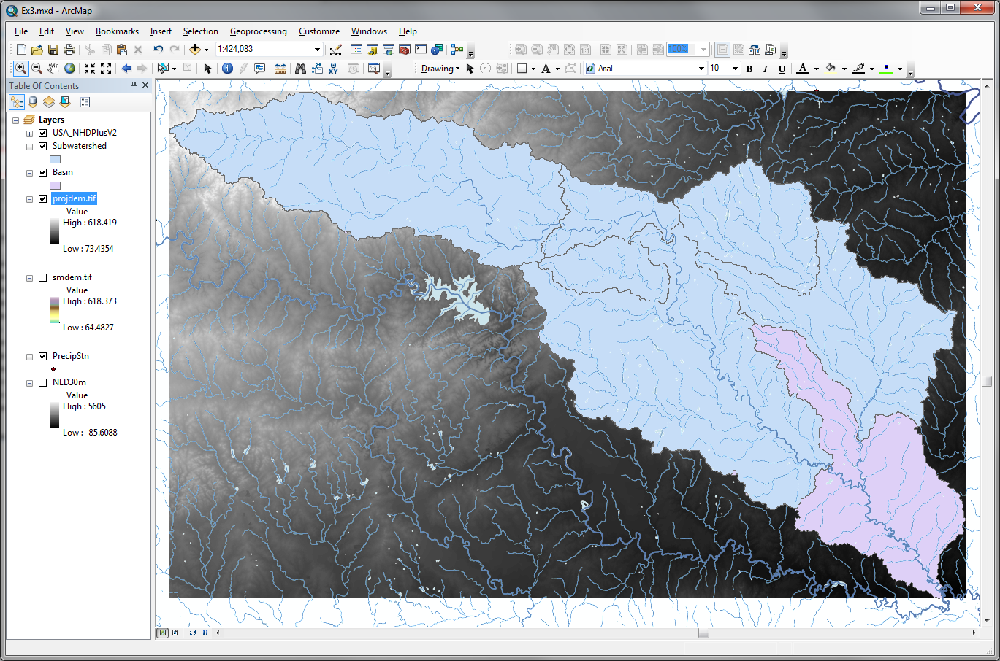 Ex3.mxd - ArcMap
File Edit View Bookmarks Insert Selection Geoprocessing Customize Windows Help
1:424,083 100%
Drawing A Arial 10 B I U A
Table Of Contents
Layers
USA_NHDPlusV2
Subwatershed
Basin
projdem.tif
Value
High : 618.419
Low : 73.4354
smdem.tif
Value
High : 618.373
Low : 64.4827
PrecipStn
NED30m
Value
High : 5605
Low : -85.6088